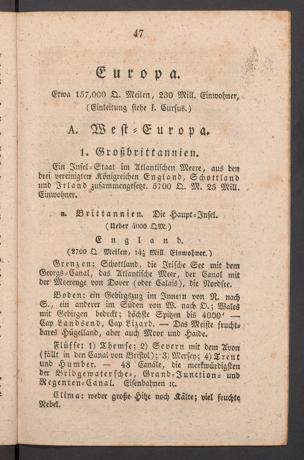 47
Europa.
Etwa 157,000 Q. Meilen, 230 Mill. Einwohner,
(Einleitung siehe I. Cursus.)
A. West-Europa.
1. Großbrittannien.
Ein Insel-Staat im Atlantischen Meere, aus den
drei vereinigten Königreichen England, Schottland
und Irland zusammengesetzt. 5700 Q. M. 25 Mill.
Einwohner.
a. Brittannien. Die Haupt-Insel.
(Ueber 4000 QM.)
England.
(2700 Q. Meilen, 14½ Mill. Einwohner.)
Grenzen: Schottland, die Irische See mit dem
Georgs-Canal, das Atlantische Meer, der Canal mit
der Meerenge von Dover (oder Calais), die Nordsee.
Boden: ein Gebirgszug im Innern von N. nach
S., ein anderer im Süden von W. nach O.; Wales
mit Gebirgen bedeckt; höchste Spitzen bis 4000' —
Cap Landsend, Cap Lizard. — Das Meiste frucht-
bares Hügelland, aber auch Moor und Haide.
Flüsse: 1) Themse; 2) Severn mit dem Avon
(fällt in den Canal von Bristol); 3) Mersey; 4) Trent
und Humber. — 48 Canäle, die merkwürdigsten
der Bridgewatersche-, Grand-Junction- und
Regenten-Canal. Eisenbahnen ꝛc.
Clima: weder große Hitze noch Kälte; viel feuchte
Nebel.